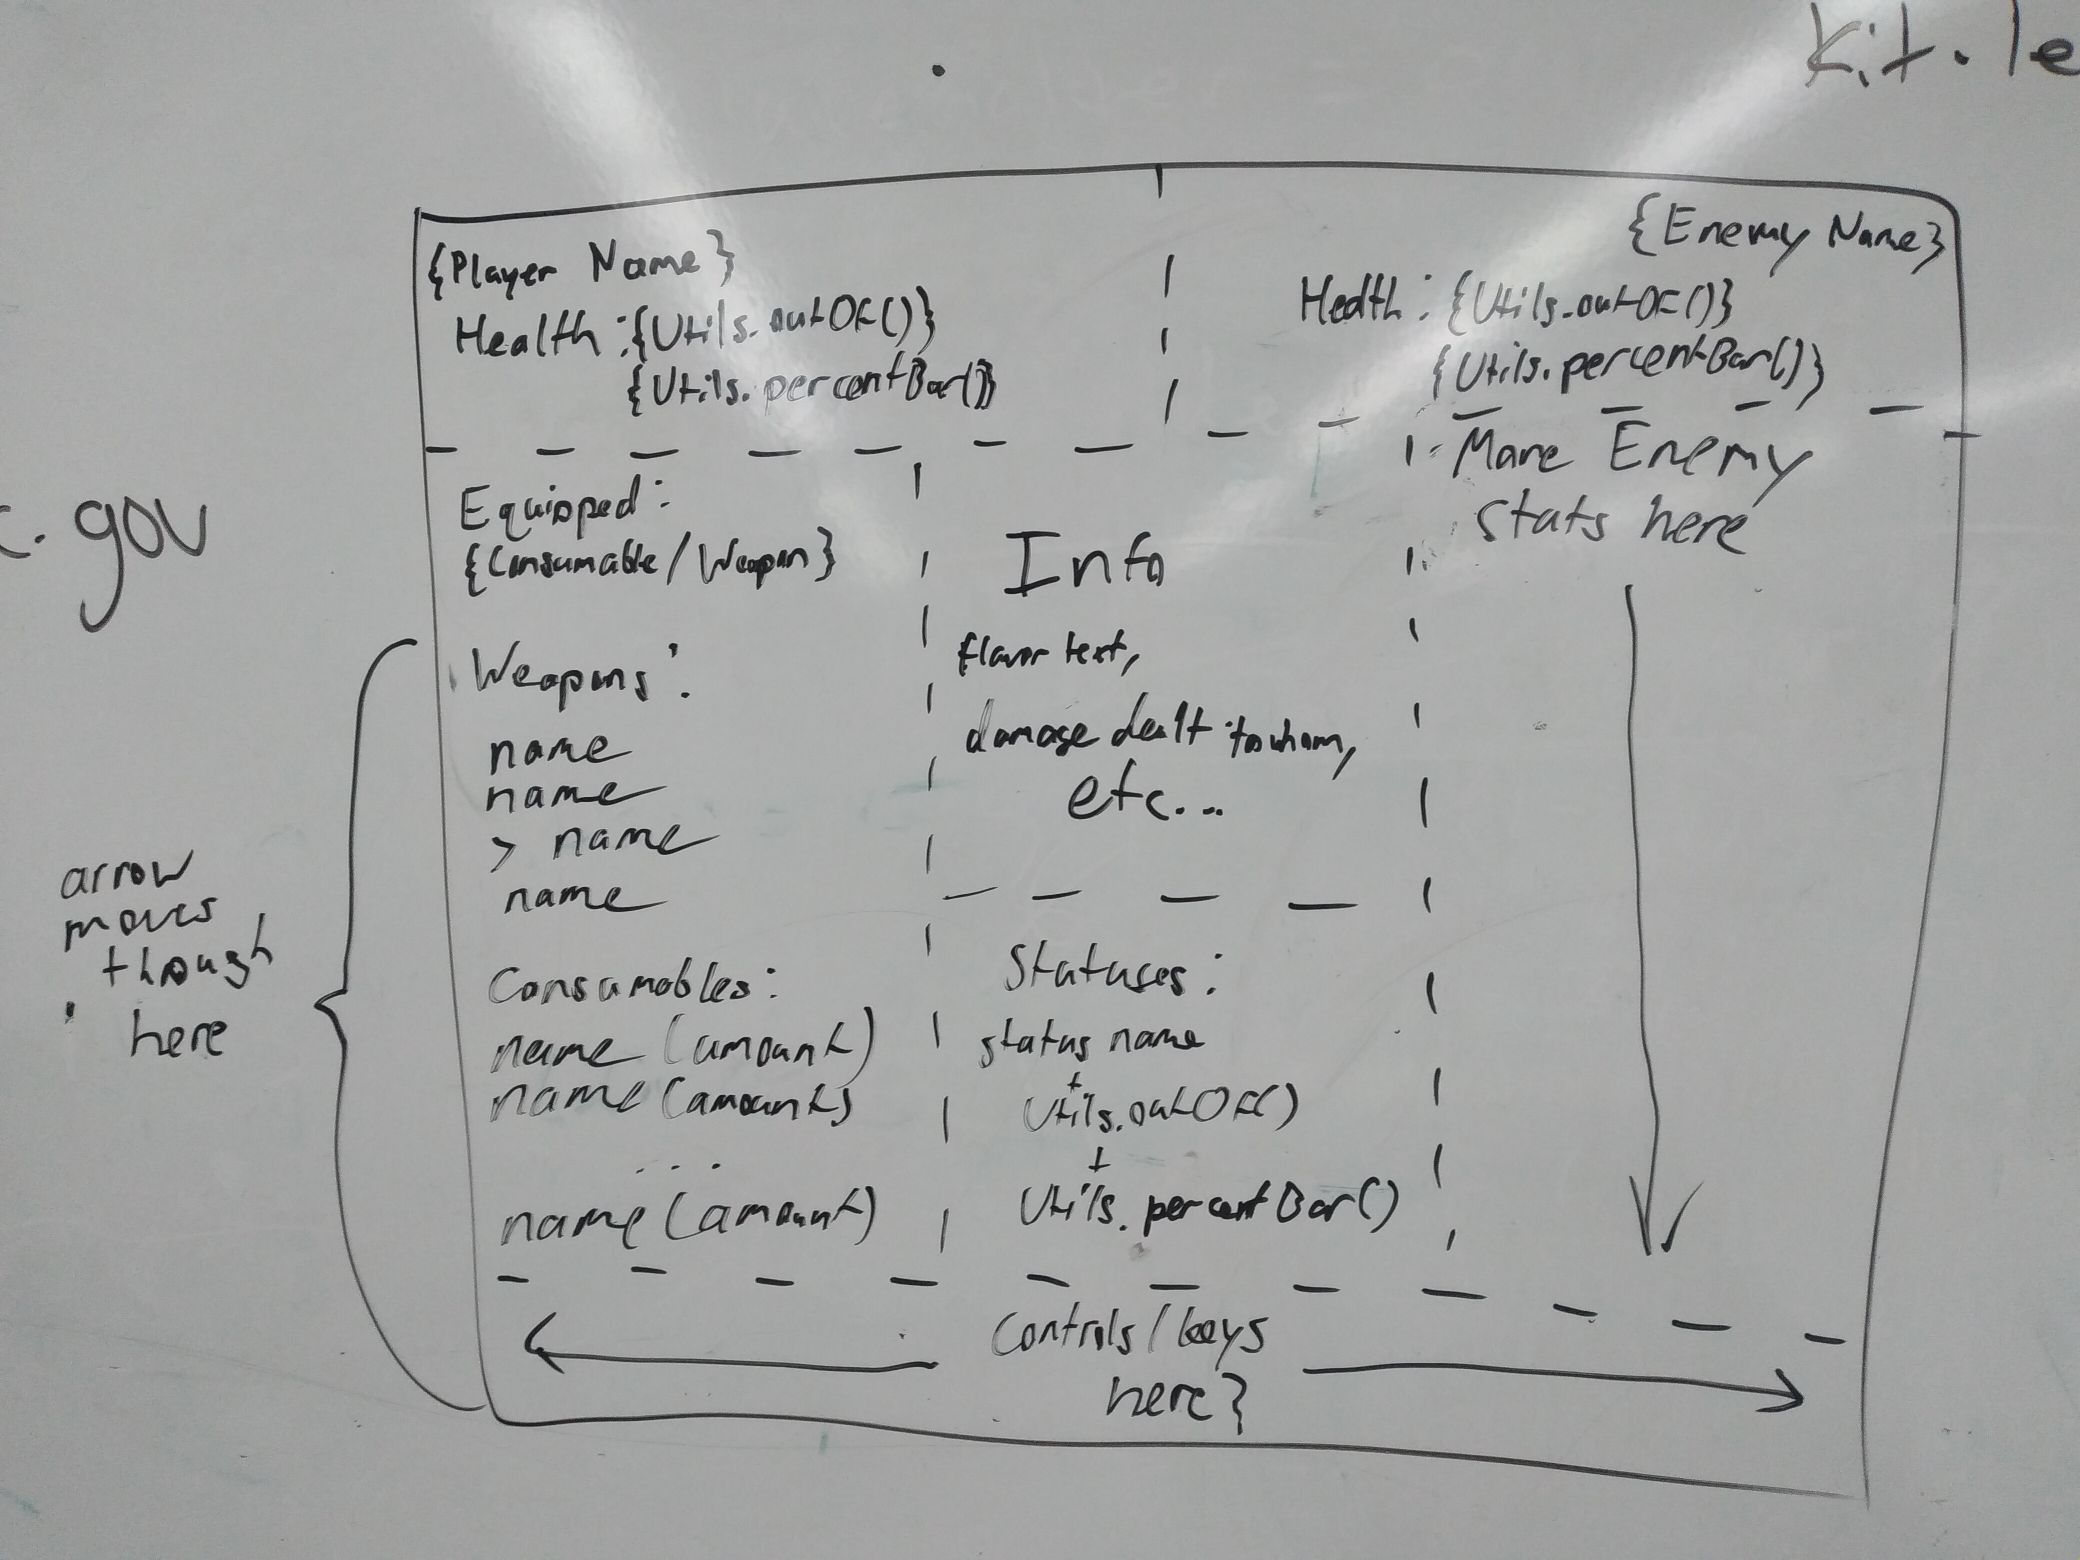 kit.le
{Player Name}
Health:{Utils.outOf()}
{Utils.percentBar()}
{Enemy Name}
Health: {Utils.outOf()}
{Utils.percentBar()}
Equipped:
{Consumable/Weapon}
Weapons:
name
name
> name
name
Consumables:
name (amount)
name (amount)
...
name (amount)
Info
flavor text,
damage dealt to whom,
etc...
Statuses:
status name
+
Utils.outOf()
+
Utils.percentBar()
More Enemy
stats here
Controls/keys
here}
.gov
arrow
moves
though
here